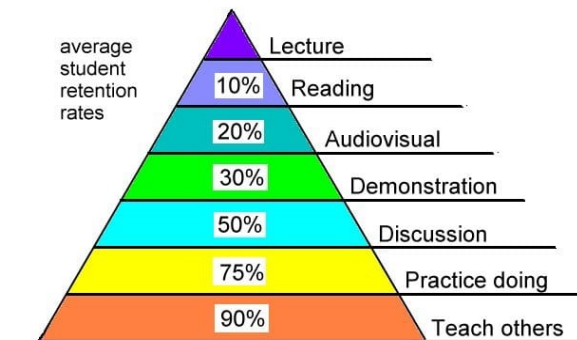 average
student
retention
rates
Lecture
10% Reading
20% Audiovisual
30% Demonstration
50% Discussion
75% Practice doing
90% Teach others